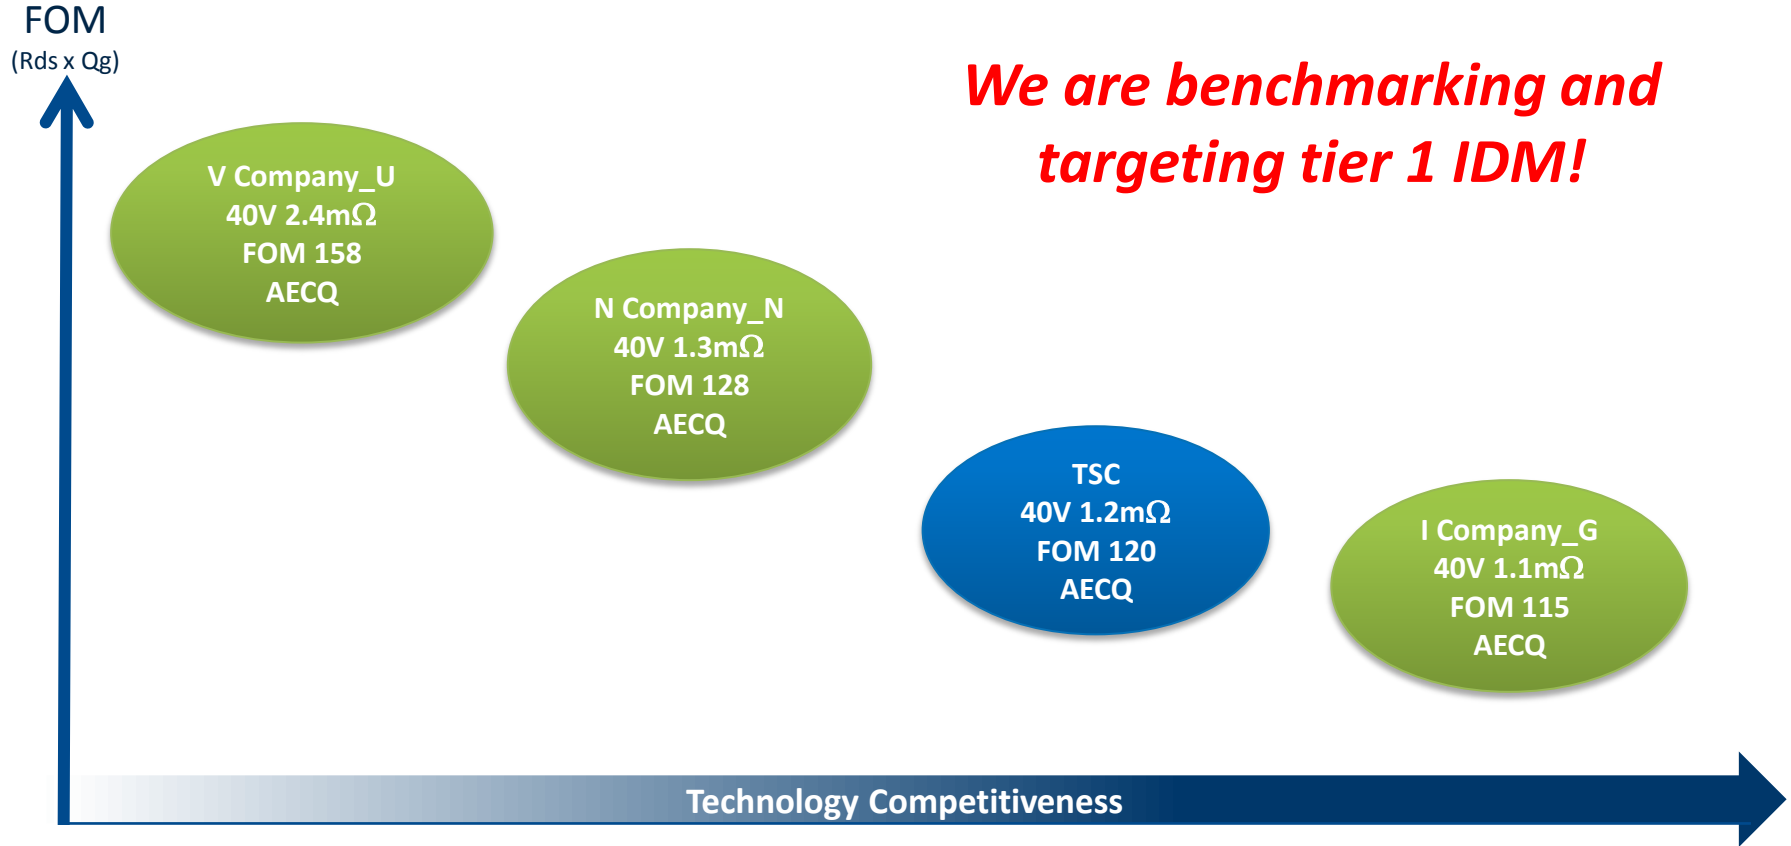 FOM
(Rds x Qg)
We are benchmarking and
targeting tier 1 IDM!
V Company_U
40V 2.4mΩ
FOM 158
AECQ
N Company_N
40V 1.3mΩ
FOM 128
AECQ
TSC
40V 1.2mΩ
FOM 120
AECQ
I Company_G
40V 1.1mΩ
FOM 115
AECQ
Technology Competitiveness